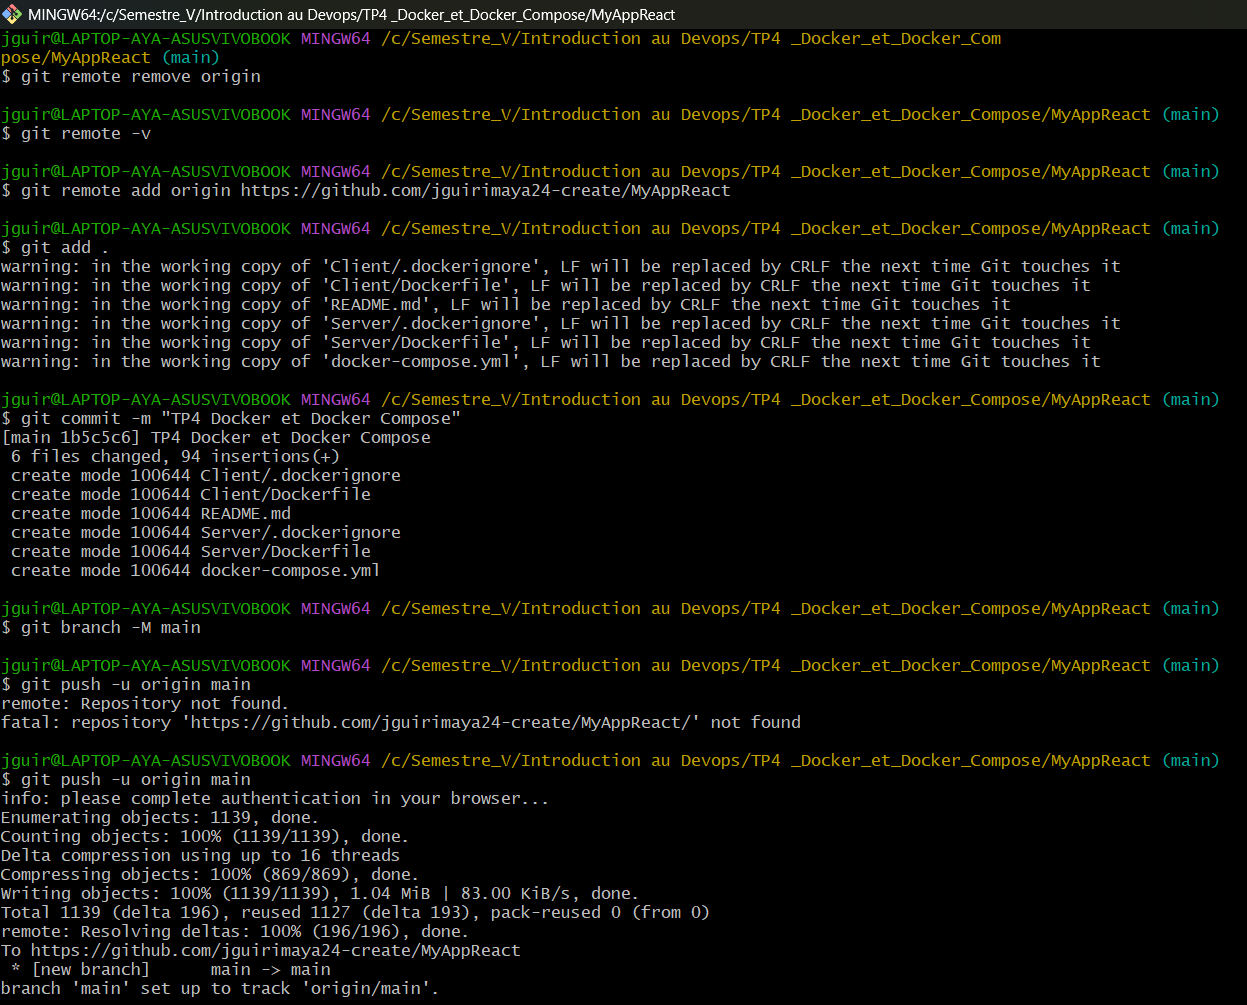 MINGW64:/c/Semestre_V/Introduction au Devops/TP4 _Docker_et_Docker_Compose/MyAppReact
jguir@LAPTOP-AYA-ASUSVIVOBOOK MINGW64 /c/Semestre_V/Introduction au Devops/TP4 _Docker_et_Docker_Com
pose/MyAppReact (main)
$ git remote remove origin
jguir@LAPTOP-AYA-ASUSVIVOBOOK MINGW64 /c/Semestre_V/Introduction au Devops/TP4 _Docker_et_Docker_Compose/MyAppReact (main)
$ git remote -v
jguir@LAPTOP-AYA-ASUSVIVOBOOK MINGW64 /c/Semestre_V/Introduction au Devops/TP4 _Docker_et_Docker_Compose/MyAppReact (main)
$ git remote add origin https://github.com/jguirimaya24-create/MyAppReact
jguir@LAPTOP-AYA-ASUSVIVOBOOK MINGW64 /c/Semestre_V/Introduction au Devops/TP4 _Docker_et_Docker_Compose/MyAppReact (main)
$ git add .
warning: in the working copy of 'Client/.dockerignore', LF will be replaced by CRLF the next time Git touches it
warning: in the working copy of 'Client/Dockerfile', LF will be replaced by CRLF the next time Git touches it
warning: in the working copy of 'README.md', LF will be replaced by CRLF the next time Git touches it
warning: in the working copy of 'Server/.dockerignore', LF will be replaced by CRLF the next time Git touches it
warning: in the working copy of 'Server/Dockerfile', LF will be replaced by CRLF the next time Git touches it
warning: in the working copy of 'docker-compose.yml', LF will be replaced by CRLF the next time Git touches it
jguir@LAPTOP-AYA-ASUSVIVOBOOK MINGW64 /c/Semestre_V/Introduction au Devops/TP4 _Docker_et_Docker_Compose/MyAppReact (main)
$ git commit -m "TP4 Docker et Docker Compose"
[main 1b5c5c6] TP4 Docker et Docker Compose
 6 files changed, 94 insertions(+)
 create mode 100644 Client/.dockerignore
 create mode 100644 Client/Dockerfile
 create mode 100644 README.md
 create mode 100644 Server/.dockerignore
 create mode 100644 Server/Dockerfile
 create mode 100644 docker-compose.yml
jguir@LAPTOP-AYA-ASUSVIVOBOOK MINGW64 /c/Semestre_V/Introduction au Devops/TP4 _Docker_et_Docker_Compose/MyAppReact (main)
$ git branch -M main
jguir@LAPTOP-AYA-ASUSVIVOBOOK MINGW64 /c/Semestre_V/Introduction au Devops/TP4 _Docker_et_Docker_Compose/MyAppReact (main)
$ git push -u origin main
remote: Repository not found.
fatal: repository 'https://github.com/jguirimaya24-create/MyAppReact/' not found
jguir@LAPTOP-AYA-ASUSVIVOBOOK MINGW64 /c/Semestre_V/Introduction au Devops/TP4 _Docker_et_Docker_Compose/MyAppReact (main)
$ git push -u origin main
info: please complete authentication in your browser...
Enumerating objects: 1139, done.
Counting objects: 100% (1139/1139), done.
Delta compression using up to 16 threads
Compressing objects: 100% (869/869), done.
Writing objects: 100% (1139/1139), 1.04 MiB | 83.00 KiB/s, done.
Total 1139 (delta 196), reused 1127 (delta 193), pack-reused 0 (from 0)
remote: Resolving deltas: 100% (196/196), done.
To https://github.com/jguirimaya24-create/MyAppReact
 * [new branch]      main -> main
branch 'main' set up to track 'origin/main'.